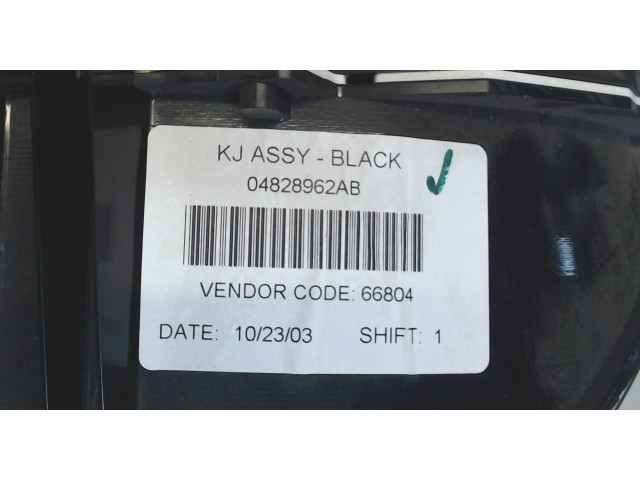 KJ ASSY - BLACK
04828962AB
VENDOR CODE: 66804
DATE: 10/23/03 SHIFT: 1